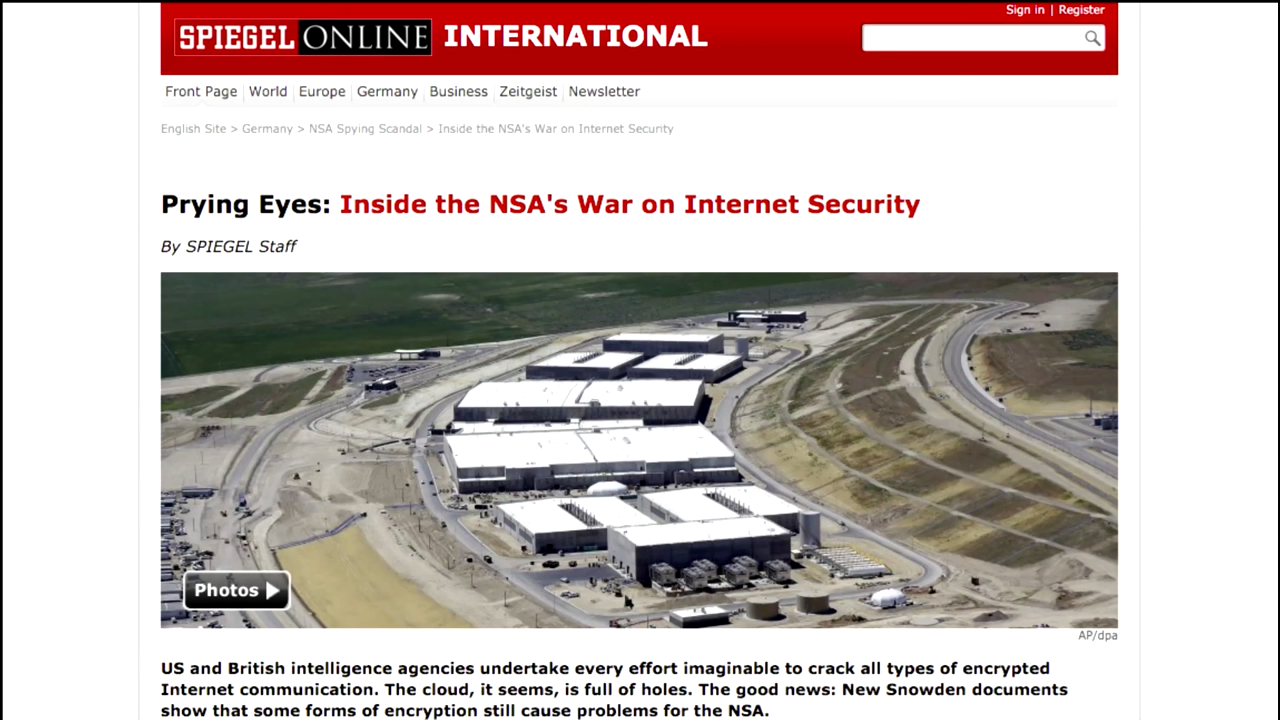 Sign in | Register
SPIEGEL ONLINE INTERNATIONAL
Front Page | World | Europe | Germany | Business | Zeitgeist | Newsletter
English Site > Germany > NSA Spying Scandal > Inside the NSA's War on Internet Security
Prying Eyes: Inside the NSA's War on Internet Security
By SPIEGEL Staff
Photos
AP/dpa
US and British intelligence agencies undertake every effort imaginable to crack all types of encrypted
Internet communication. The cloud, it seems, is full of holes. The good news: New Snowden documents
show that some forms of encryption still cause problems for the NSA.